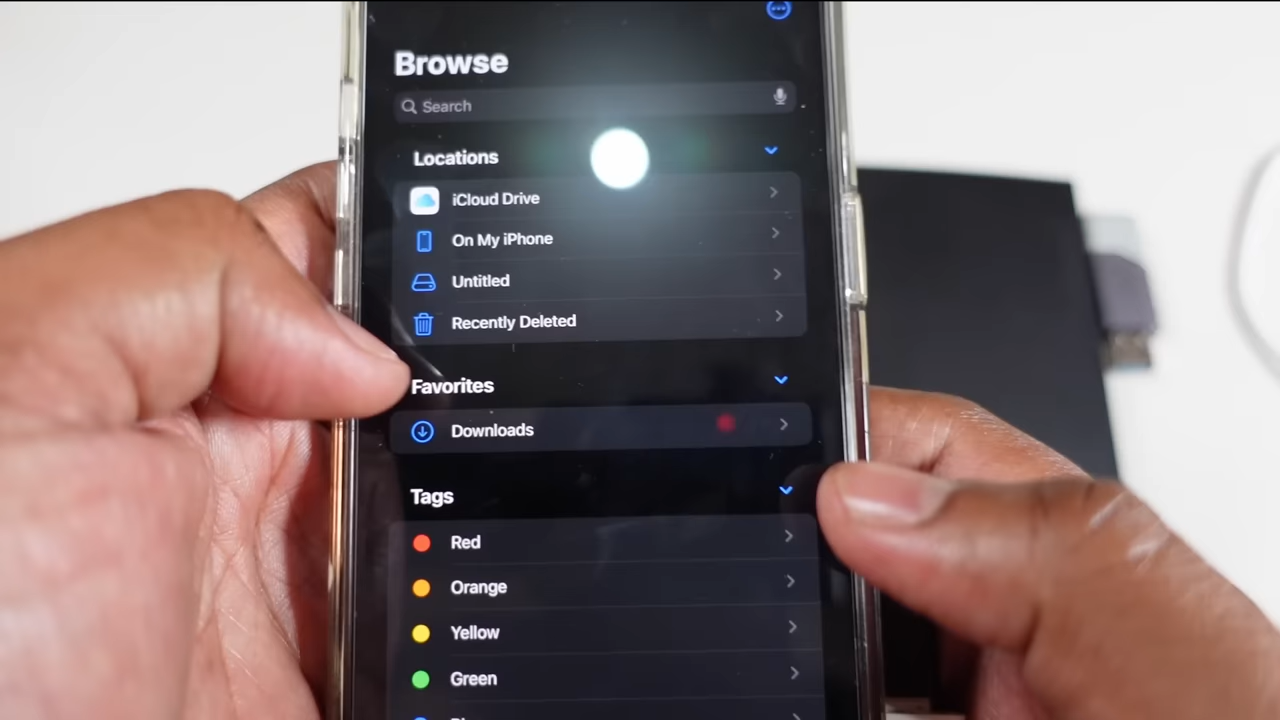 Browse
Search
Locations
iCloud Drive
On My iPhone
Untitled
Recently Deleted
Favorites
Downloads
Tags
Red
Orange
Yellow
Green